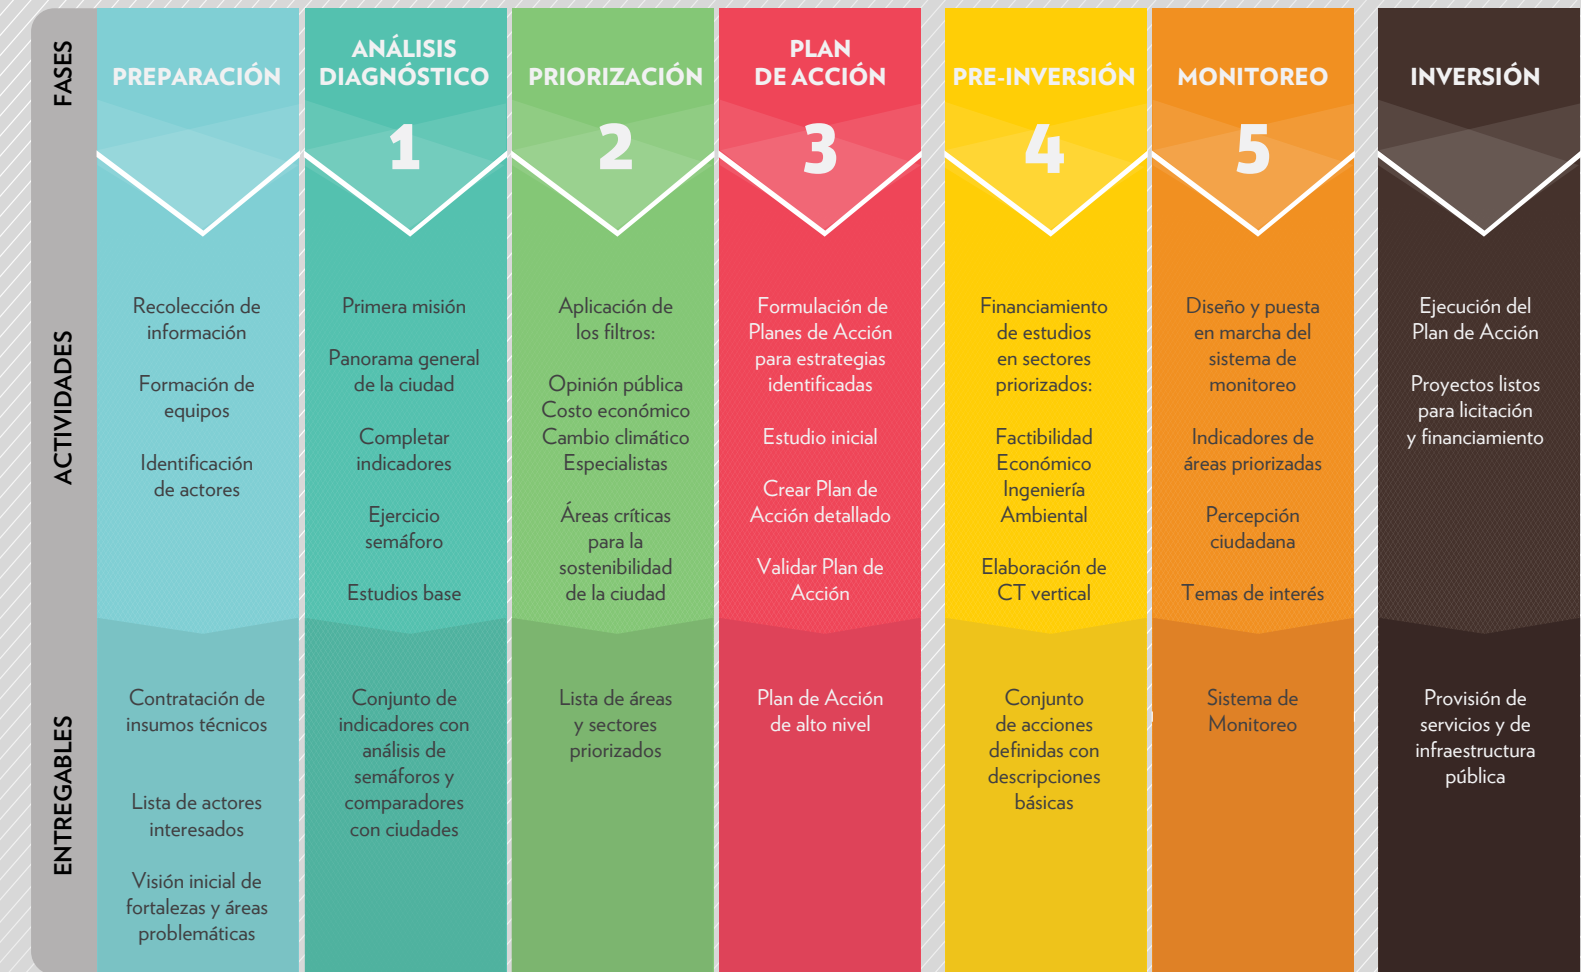 FASES
ACTIVIDADES
ENTREGABLES
PREPARACIÓN
Recolección de
información
Formación de
equipos
Identificación
de actores
Contratación de
insumos técnicos
Lista de actores
interesados
Visión inicial de
fortalezas y áreas
problemáticas
ANÁLISIS
DIAGNÓSTICO
1
Primera misión
Panorama general
de la ciudad
Completar
indicadores
Ejercicio
semáforo
Estudios base
Conjunto de
indicadores con
análisis de
semáforos y
comparadores
con ciudades
PRIORIZACIÓN
2
Aplicación de
los filtros:
Opinión pública
Costo económico
Cambio climático
Especialistas
Áreas críticas
para la
sostenibilidad
de la ciudad
Lista de áreas
y sectores
priorizados
PLAN
DE ACCIÓN
3
Formulación de
Planes de Acción
para estrategias
identificadas
Estudio inicial
Crear Plan de
Acción detallado
Validar Plan de
Acción
Plan de Acción
de alto nivel
PRE-INVERSIÓN
4
Financiamiento
de estudios
en sectores
priorizados:
Factibilidad
Económico
Ingeniería
Ambiental
Elaboración de
CT vertical
Conjunto
de acciones
definidas con
descripciones
básicas
MONITOREO
5
Diseño y puesta
en marcha del
sistema de
monitoreo
Indicadores de
áreas priorizadas
Percepción
ciudadana
Temas de interés
Sistema de
Monitoreo
INVERSIÓN
Ejecución del
Plan de Acción
Proyectos listos
para licitación
y financiamiento
Provisión de
servicios y de
infraestructura
pública